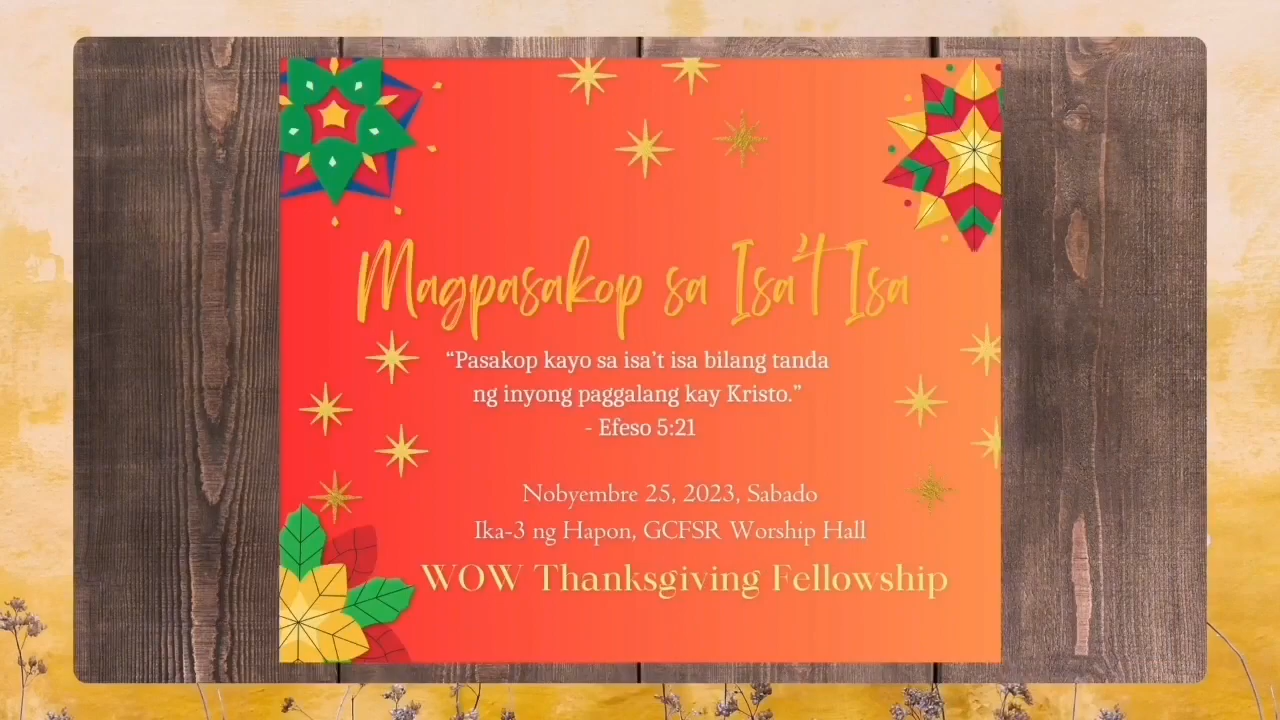 Magpasakop sa Isa't Isa
“Pasakop kayo sa isa’t isa bilang tanda
ng inyong paggalang kay Kristo.”
- Efeso 5:21
Nobyembre 25, 2023, Sabado
Ika-3 ng Hapon, GCFSR Worship Hall
WOW Thanksgiving Fellowship